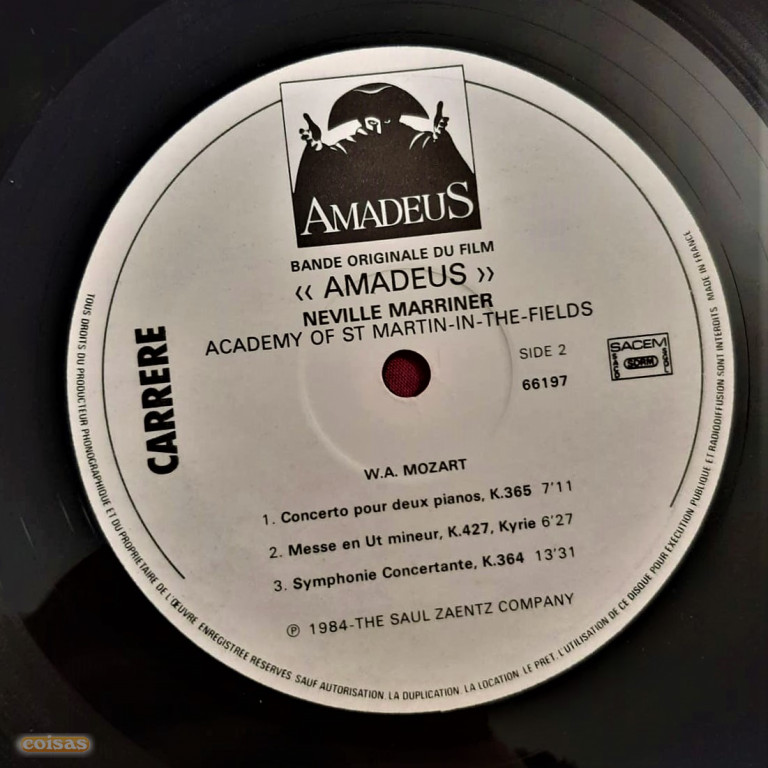 AMADEUS
BANDE ORIGINALE DU FILM
‹‹ AMADEUS ››
NEVILLE MARRINER
ACADEMY OF ST MARTIN-IN-THE-FIELDS
SIDE 2
66197
SACEM
SACD
SDRM
SGDL
CARRERE
W.A. MOZART
1. Concerto pour deux pianos, K.365 7'11
2. Messe en Ut mineur, K.427, Kyrie 6'27
3. Symphonie Concertante, K.364 13'31
Ⓟ 1984-THE SAUL ZAENTZ COMPANY
TOUS DROITS DU PRODUCTEUR PHONOGRAPHIQUE ET DU PROPRIETAIRE DE L'ŒUVRE ENREGISTREE RESERVES SAUF AUTORISATION. LA DUPLICATION. LA LOCATION. LE PRET. L'UTILISATION DE CE DISQUE POUR EXECUTION PUBLIQUE ET RADIODIFFUSION SONT INTERDITS MADE IN FRANCE
coisas